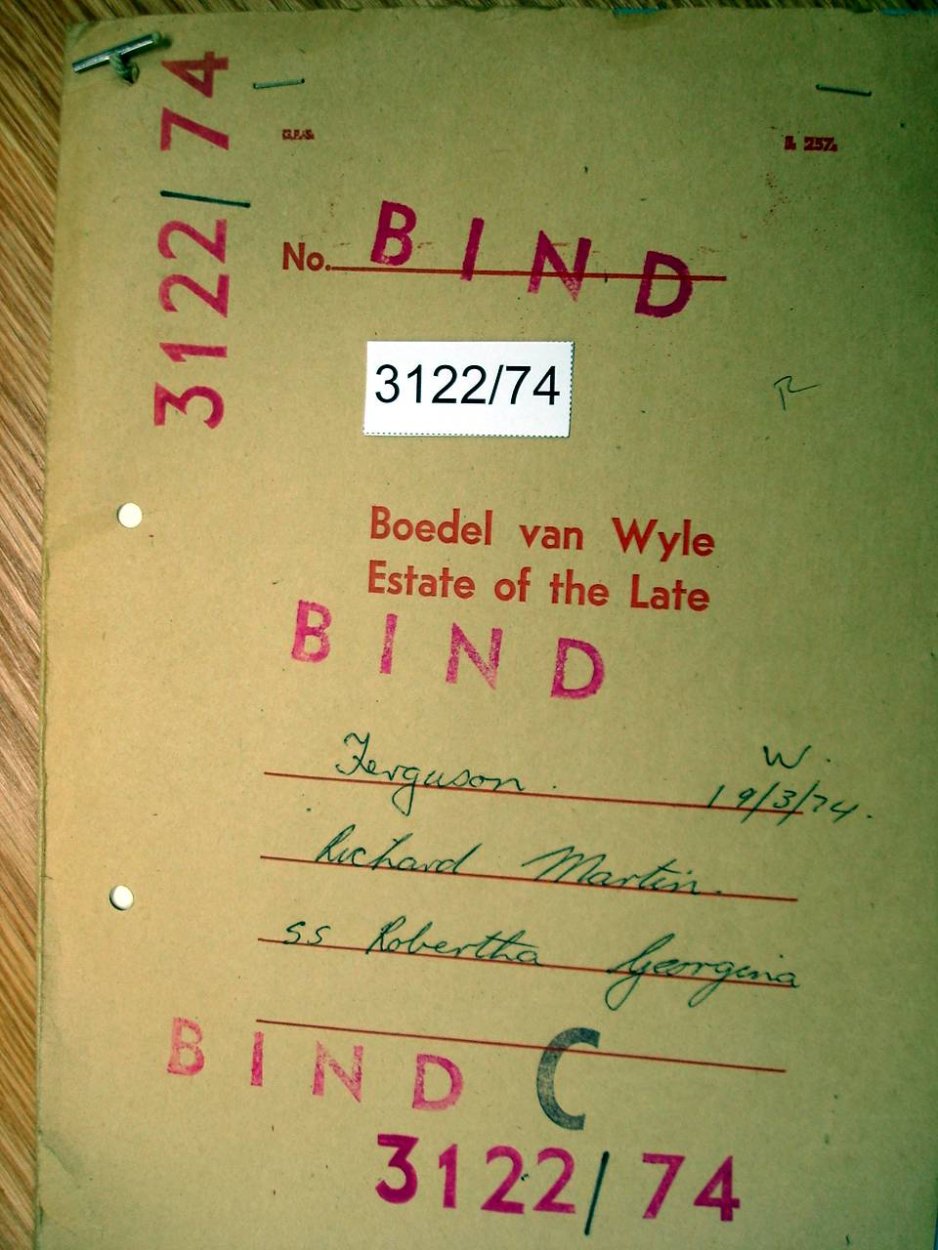 3122/74
No. BIND
3122/74
Boedel van Wyle
Estate of the Late
BIND
Ferguson. W.
19/3/74.
Richard Martin.
SS Robertha Georgina
BIND C
3122/74